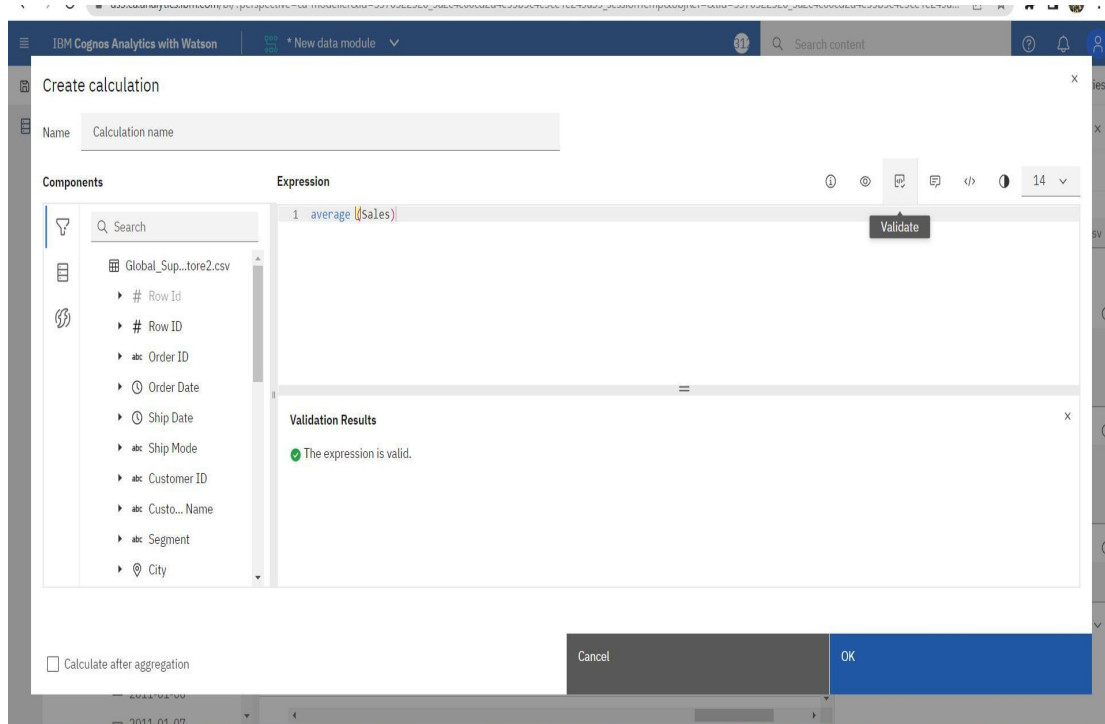 IBM Cognos Analytics with Watson
* New data module
Search content
Create calculation
x
Name
Calculation name
Components
Expression
14
Validate
Search
Global_Sup...tore2.csv
# Row Id
# Row ID
abc Order ID
Order Date
Ship Date
abc Ship Mode
abc Customer ID
abc Custo... Name
abc Segment
City
1 average (Sales)
Validation Results
x
The expression is valid.
Calculate after aggregation
Cancel
OK
2011-01-07